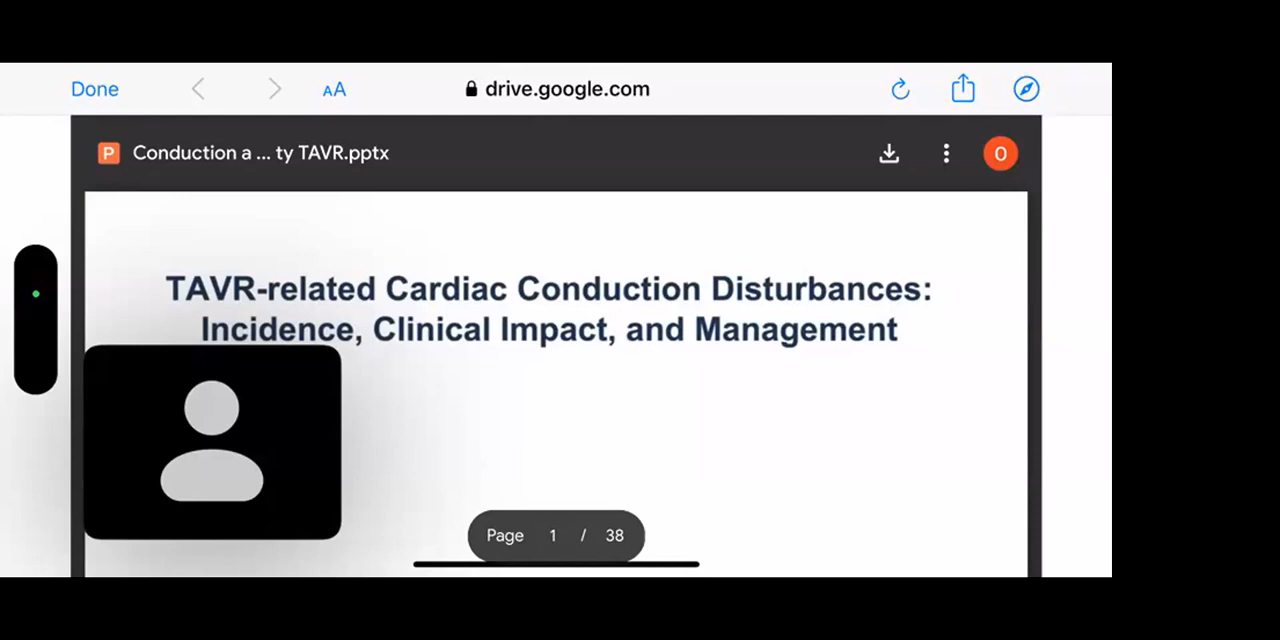 Done AA drive.google.com
P Conduction a ... ty TAVR.pptx O
TAVR-related Cardiac Conduction Disturbances:
Incidence, Clinical Impact, and Management
Page 1 / 38